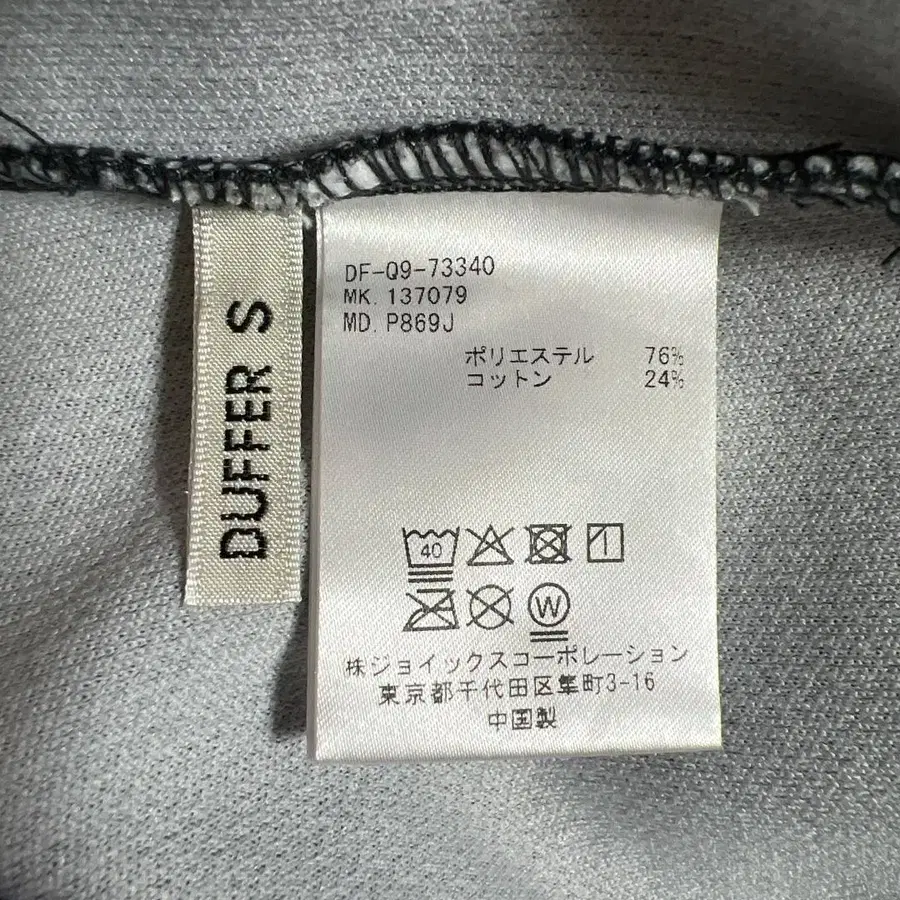 DUFFER S
DF-Q9-73340
MK. 137079
MD. P869J
ポリエステル 76%
コットン 24%
40
W
株ジョイックスコーポレーション
東京都千代田区隼町3-16
中国製